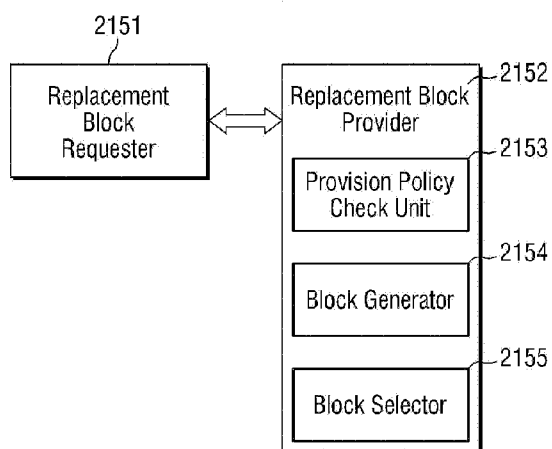 2151
Replacement
Block
Requester
2152
Replacement Block
Provider
2153
Provision Policy
Check Unit
2154
Block Generator
2155
Block Selector